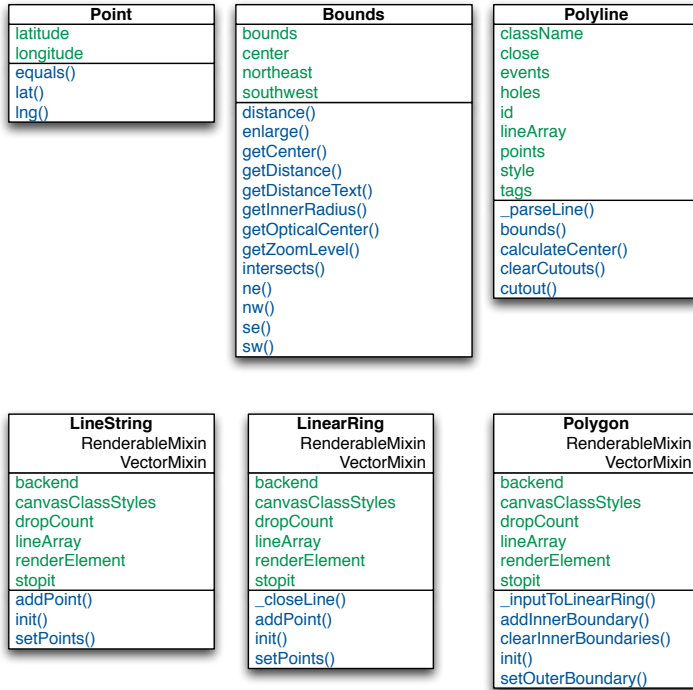 Point
latitude
longitude
equals()
lat()
lng()
Bounds
bounds
center
northeast
southwest
distance()
enlarge()
getCenter()
getDistance()
getDistanceText()
getInnerRadius()
getOpticalCenter()
getZoomLevel()
intersects()
ne()
nw()
se()
sw()
Polyline
className
close
events
holes
id
lineArray
points
style
tags
_parseLine()
bounds()
calculateCenter()
clearCutouts()
cutout()
LineString
RenderableMixin
VectorMixin
backend
canvasClassStyles
dropCount
lineArray
renderElement
stopit
addPoint()
init()
setPoints()
LinearRing
RenderableMixin
VectorMixin
backend
canvasClassStyles
dropCount
lineArray
renderElement
stopit
_closeLine()
addPoint()
init()
setPoints()
Polygon
RenderableMixin
VectorMixin
backend
canvasClassStyles
dropCount
lineArray
renderElement
stopit
_inputToLinearRing()
addInnerBoundary()
clearInnerBoundaries()
init()
setOuterBoundary()